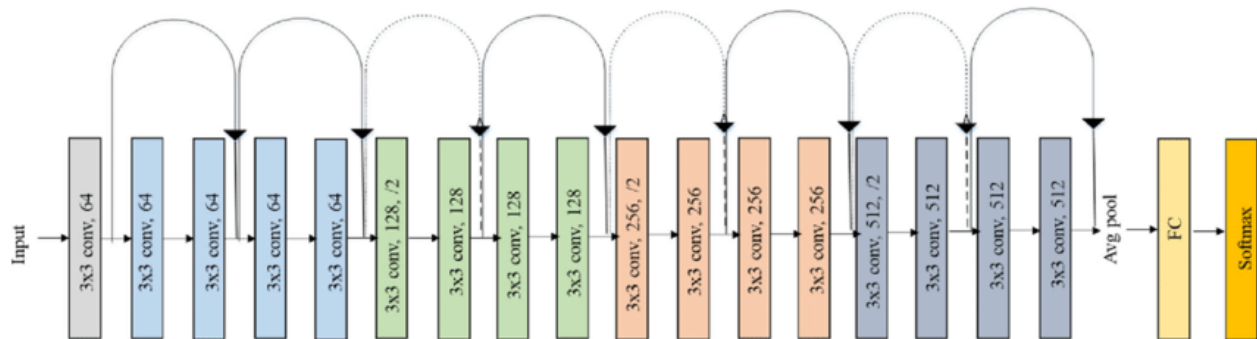 Input
3x3 conv, 64
3x3 conv, 64
3x3 conv, 64
3x3 conv, 64
3x3 conv, 64
3x3 conv, 128, /2
3x3 conv, 128
3x3 conv, 128
3x3 conv, 128
3x3 conv, 256, /2
3x3 conv, 256
3x3 conv, 256
3x3 conv, 256
3x3 conv, 512, /2
3x3 conv, 512
3x3 conv, 512
3x3 conv, 512
Avg pool
FC
Softmax